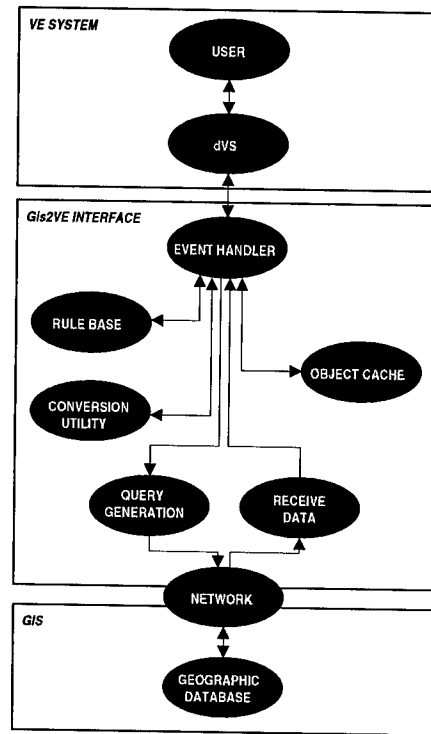 VE SYSTEM
USER
dVS
Gis2VE INTERFACE
EVENT HANDLER
RULE BASE
OBJECT CACHE
CONVERSION
UTILITY
QUERY
GENERATION
RECEIVE
DATA
NETWORK
GIS
GEOGRAPHIC
DATABASE